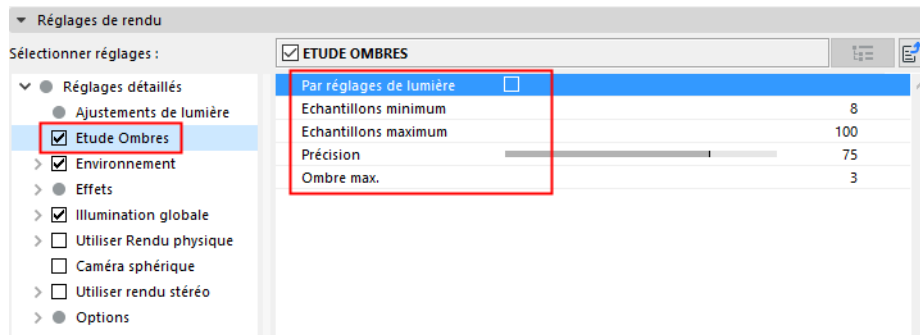 Réglages de rendu
Sélectionner réglages :
ETUDE OMBRES
Réglages détaillés
Ajustements de lumière
Etude Ombres
Environnement
Effets
Illumination globale
Utiliser Rendu physique
Caméra sphérique
Utiliser rendu stéréo
Options
Par réglages de lumière
Echantillons minimum 8
Echantillons maximum 100
Précision 75
Ombre max. 3